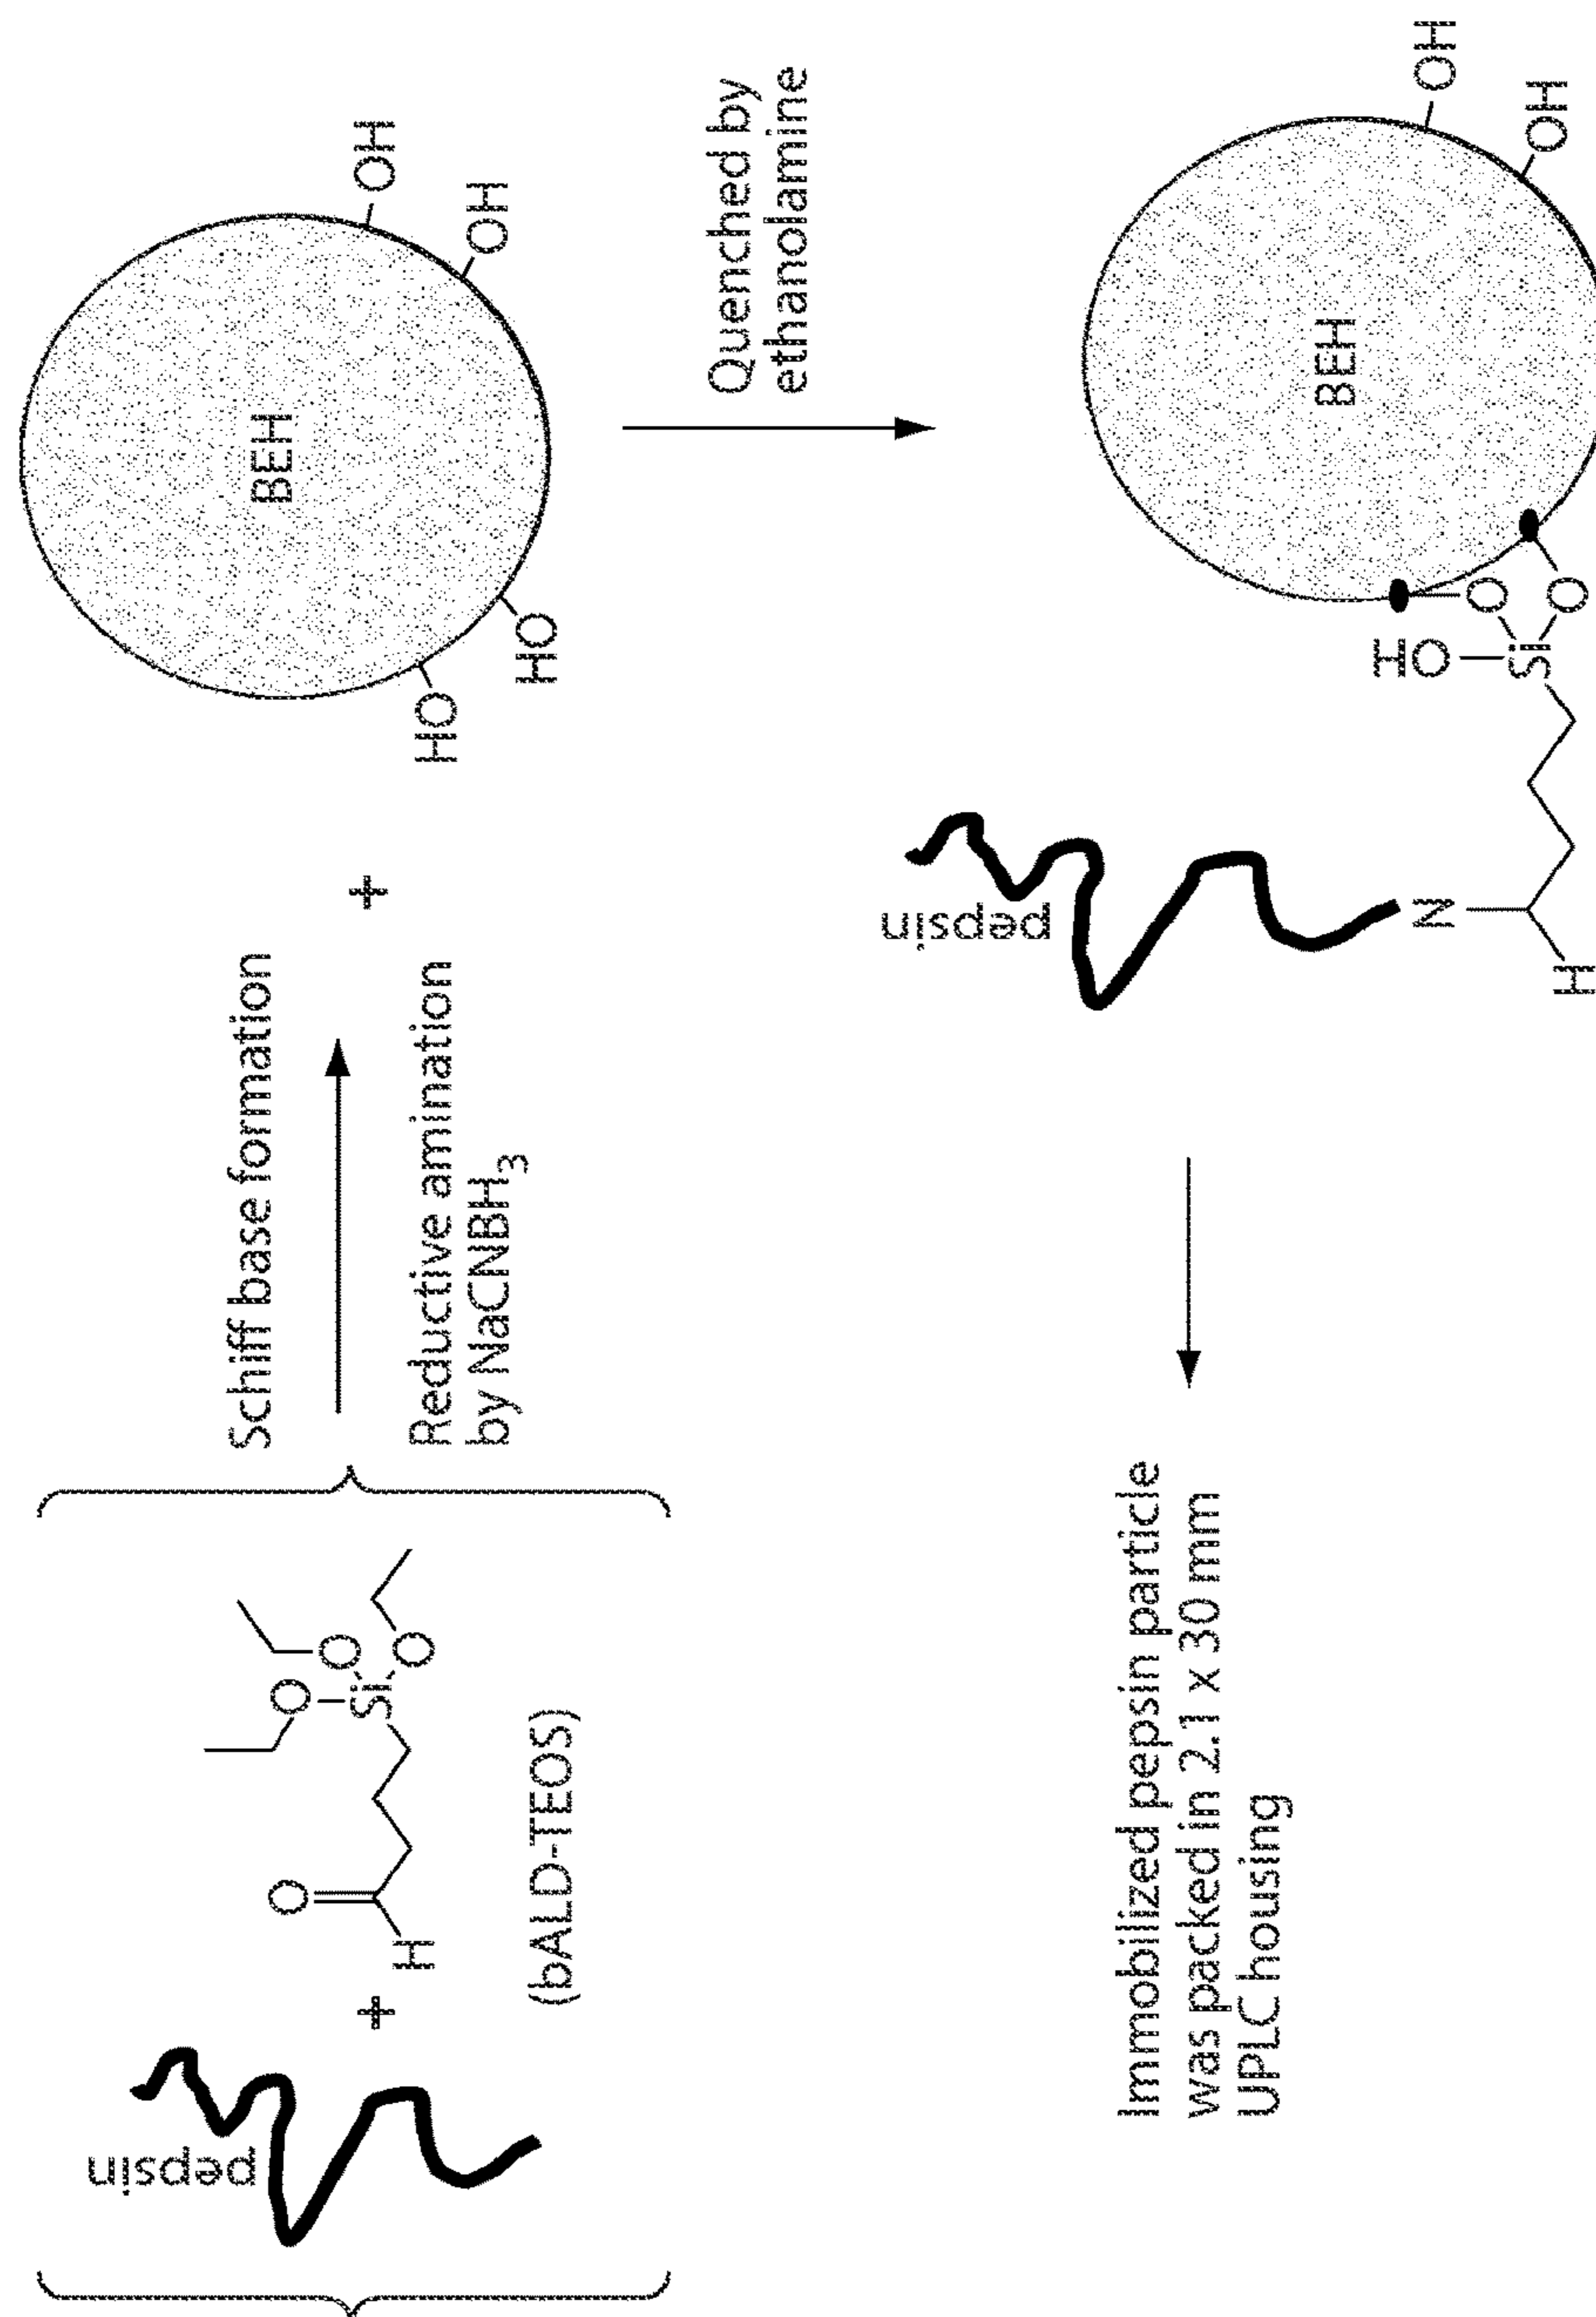 pepsin
+
O
H
O
O
O
Si
(bALD-TEOS)
Schiff base formation
Reductive amination
by NaCNBH3
+
BEH
HO
HO
OH
OH
Quenched by
ethanolamine
BEH
OH
OH
OH
Si
O
O
pepsin
N
H
Immobilized pepsin particle
was packed in 2.1 x 30 mm
UPLC housing